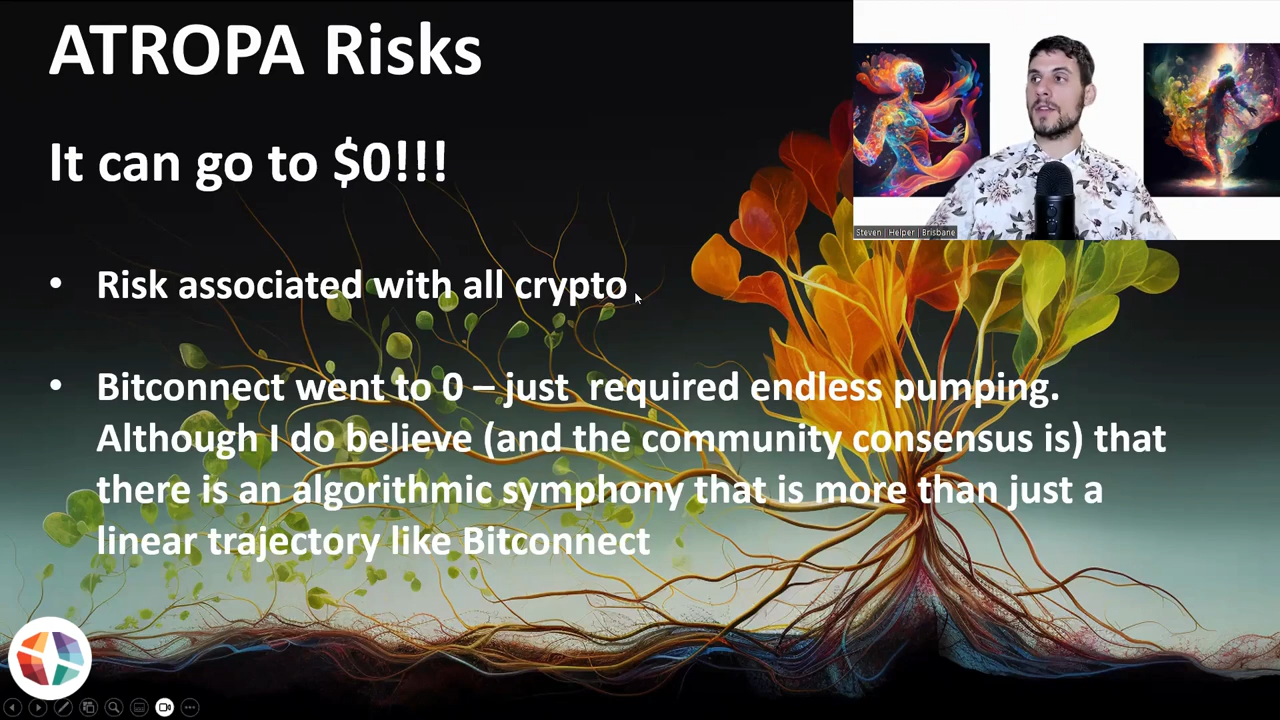 ATROPA Risks
It can go to $0!!!
Steven | Helper | Brisbane
• Risk associated with all crypto
• Bitconnect went to 0 – just  required endless pumping.
Although I do believe (and the community consensus is) that
there is an algorithmic symphony that is more than just a
linear trajectory like Bitconnect